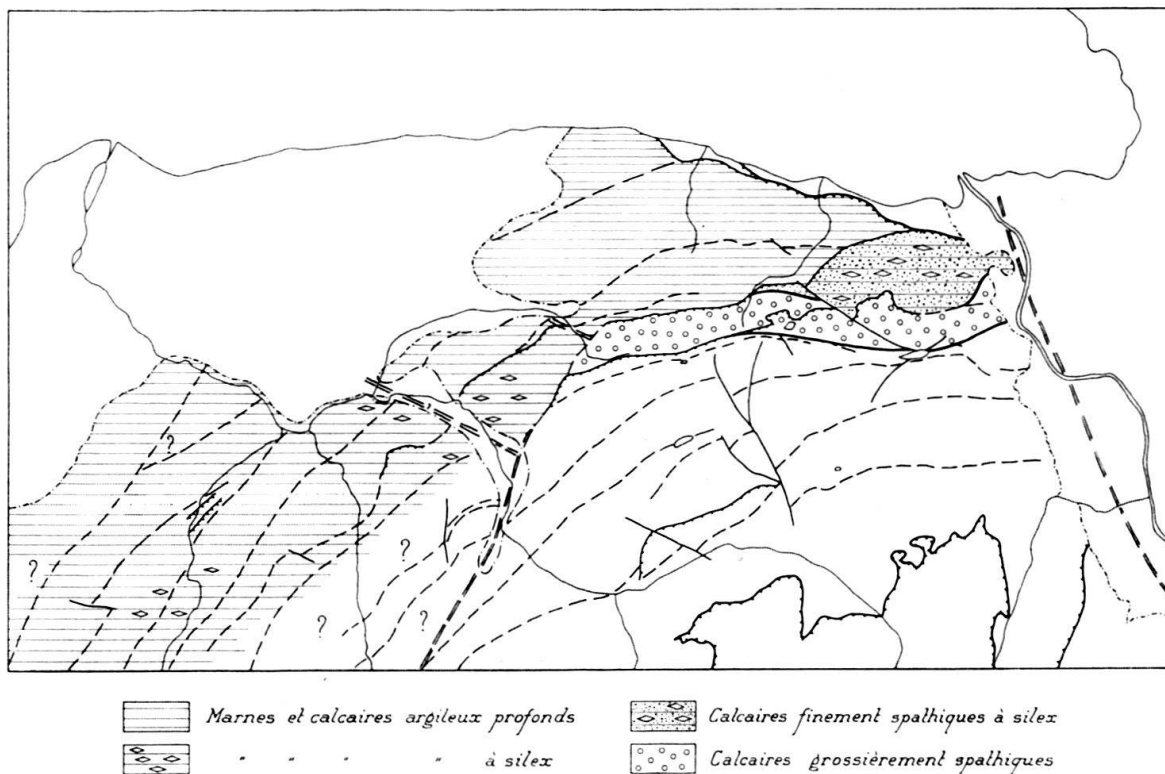 ?
?
?
?
?
Marnes et calcaires argileux profonds
" " " " à silex
Calcaires finement spathiques à silex
Calcaires grossièrement spathiques